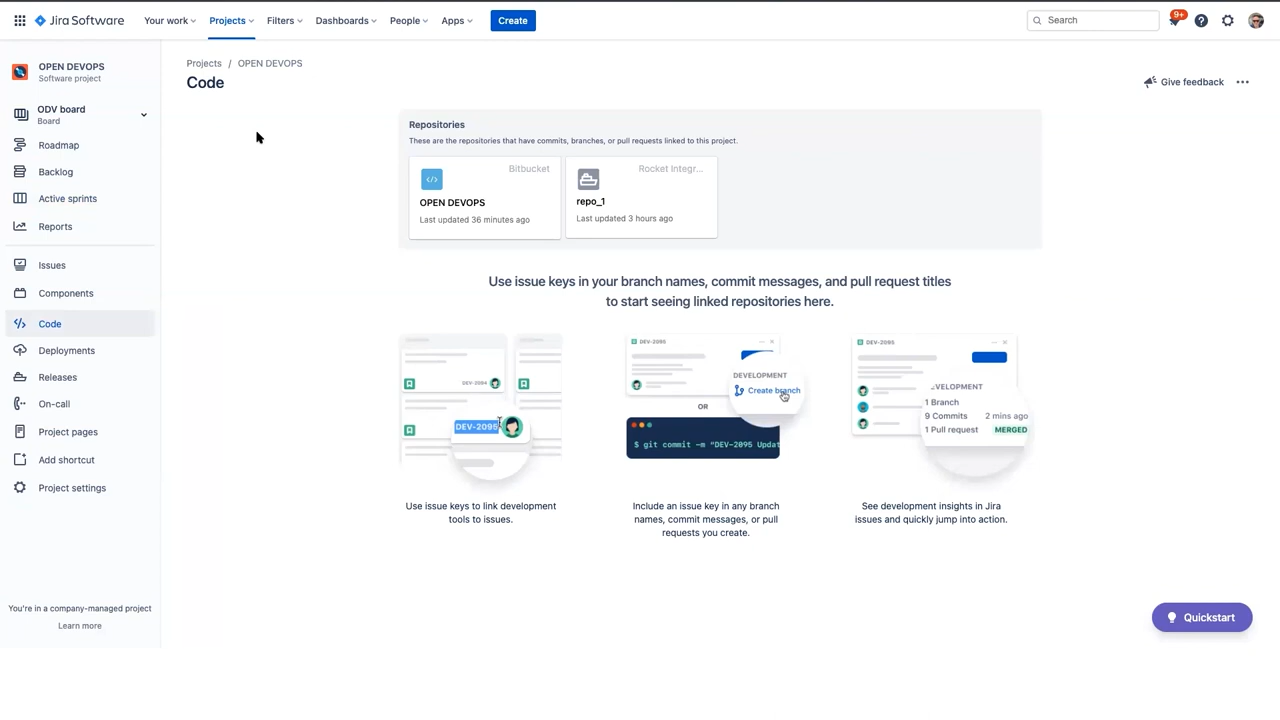 Jira Software
Your work
Projects
Filters
Dashboards
People
Apps
Create
Search
9+
OPEN DEVOPS
Software project
ODV board
Board
Roadmap
Backlog
Active sprints
Reports
Issues
Components
Code
Deployments
Releases
On-call
Project pages
Add shortcut
Project settings
You're in a company-managed project
Learn more
Projects / OPEN DEVOPS
Code
Give feedback
Repositories
These are the repositories that have commits, branches, or pull requests linked to this project.
Bitbucket
OPEN DEVOPS
Last updated 36 minutes ago
Rocket Integr...
repo_1
Last updated 3 hours ago
Use issue keys in your branch names, commit messages, and pull request titles
to start seeing linked repositories here.
DEV-2094
DEV-2095
Use issue keys to link development
tools to issues.
DEV-2095
DEVELOPMENT
Create branch
OR
$ git commit -m "DEV-2095 Updat
Include an issue key in any branch
names, commit messages, or pull
requests you create.
DEV-2095
EVELOPMENT
1 Branch
9 Commits 2 mins ago
1 Pull request MERGED
See development insights in Jira
issues and quickly jump into action.
Quickstart